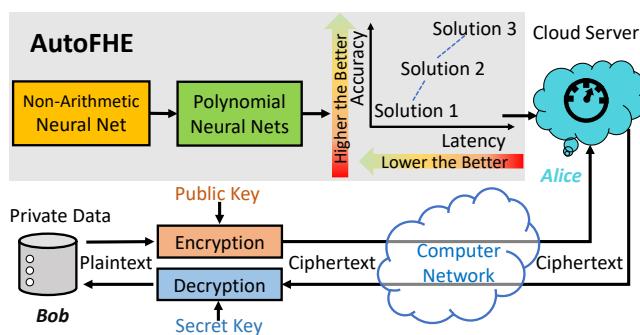 AutoFHE
Non-Arithmetic
Neural Net
Polynomial
Neural Nets
Higher the Better
Accuracy
Solution 3
Solution 2
Solution 1
Latency
Lower the Better
Cloud Server
Alice
Public Key
Private Data
Encryption
Plaintext
Ciphertext
Computer
Network
Ciphertext
Decryption
Bob
Secret Key